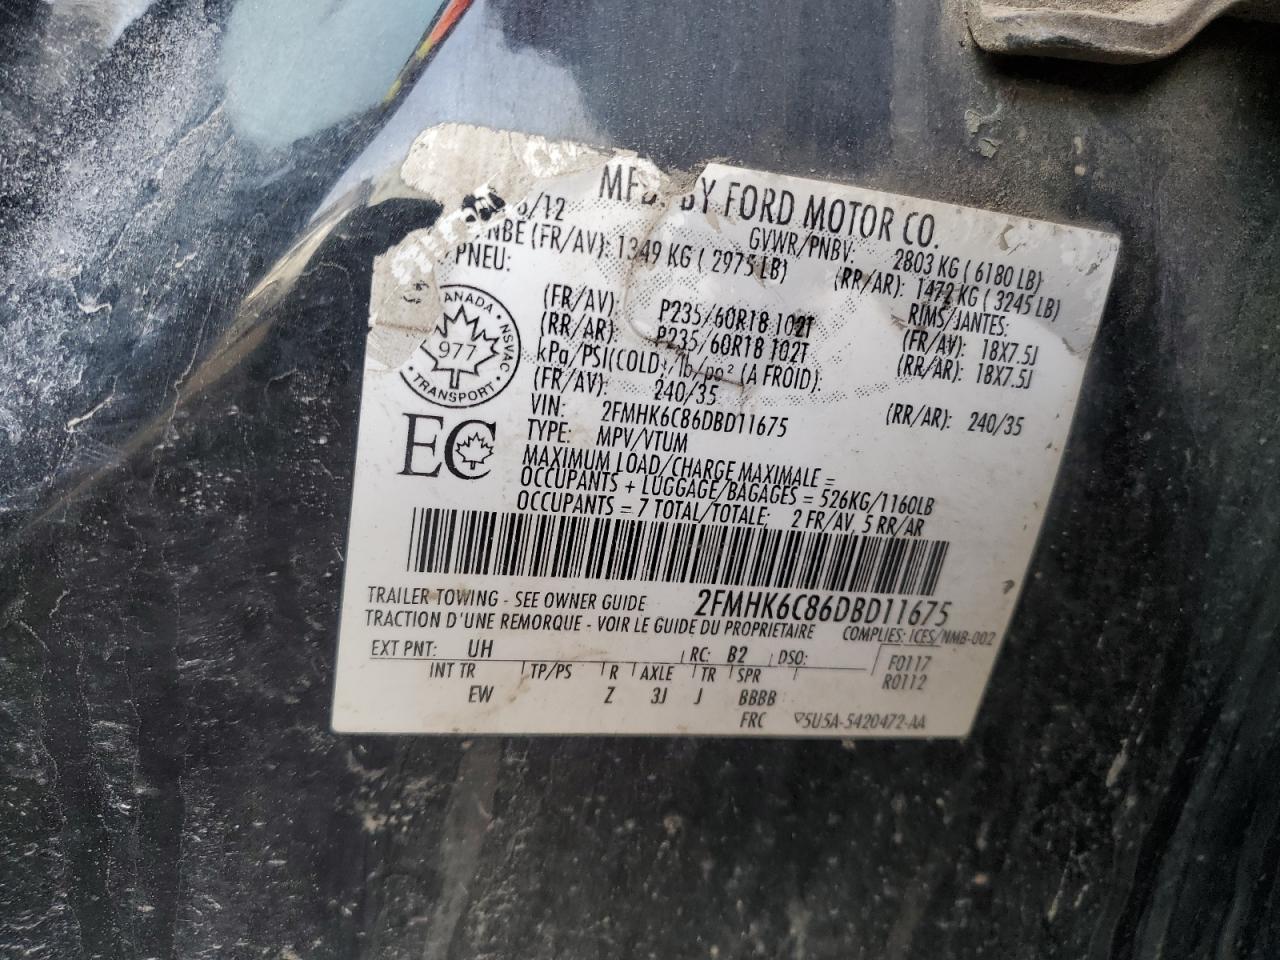 MFD. BY FORD MOTOR CO.
/12
GVWR/PNBV: 2803 KG ( 6180 LB)
NBE (FR/AV): 1349 KG ( 2975 LB) (RR/AR): 1472 KG ( 3245 LB)
PNEU: RIMS/JANTES:
(FR/AV): P235/60R18 102T (FR/AV): 18X7.5J
(RR/AR): P235/60R18 102T (RR/AR): 18X7.5J
kPa/PSI(COLD)/lb/po² (A FROID):
(FR/AV): 240/35 (RR/AR): 240/35
VIN: 2FMHK6C86DBD11675
TYPE: MPV/VTUM
MAXIMUM LOAD/CHARGE MAXIMALE =
OCCUPANTS + LUGGAGE/BAGAGES = 526KG/1160LB
OCCUPANTS = 7 TOTAL/TOTALE; 2 FR/AV, 5 RR/AR
CANADA • NSVAC • TRANSPORT •
977
EC
2FMHK6C86DBD11675
TRAILER TOWING - SEE OWNER GUIDE
TRACTION D'UNE REMORQUE - VOIR LE GUIDE DU PROPRIETAIRE
COMPLIES: ICES/NMB-002
EXT PNT: UH RC: B2 DSO: F0117
R0112
INT TR TP/PS R AXLE TR SPR
EW Z 3J J BBBB
FRC 5U5A-5420472-AA